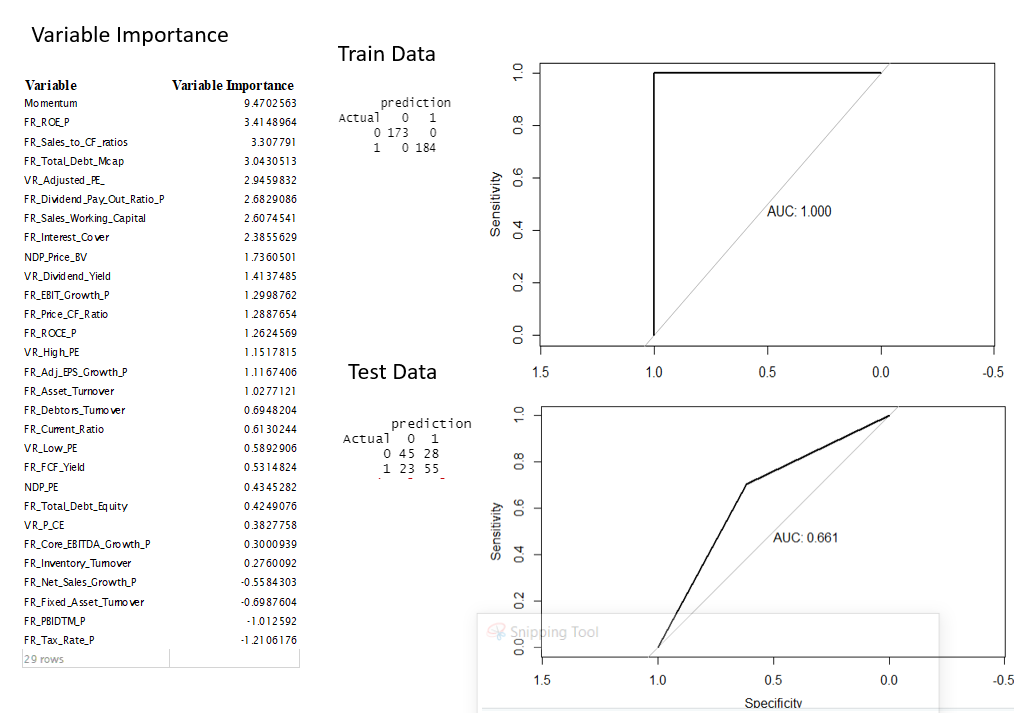 Variable Importance
Variable Variable Importance
Momentum 9.4702563
FR_ROE_P 3.4148964
FR_Sales_to_CF_ratios 3.307791
FR_Total_Debt_Mcap 3.0430513
VR_Adjusted_PE_ 2.9459832
FR_Dividend_Pay_Out_Ratio_P 2.6829086
FR_Sales_Working_Capital 2.6074541
FR_Interest_Cover 2.3855629
NDP_Price_BV 1.7360501
VR_Dividend_Yield 1.4137485
FR_EBIT_Growth_P 1.2998762
FR_Price_CF_Ratio 1.2887654
FR_ROCE_P 1.2624569
VR_High_PE 1.1517815
FR_Adj_EPS_Growth_P 1.1167406
FR_Asset_Turnover 1.0277121
FR_Debtors_Turnover 0.6948204
FR_Current_Ratio 0.6130244
VR_Low_PE 0.5892906
FR_FCF_Yield 0.5314824
NDP_PE 0.4345282
FR_Total_Debt_Equity 0.4249076
VR_P_CE 0.3827758
FR_Core_EBITDA_Growth_P 0.3000939
FR_Inventory_Turnover 0.2760092
FR_Net_Sales_Growth_P -0.5584303
FR_Fixed_Asset_Turnover -0.6987604
FR_PBIDTM_P -1.012592
FR_Tax_Rate_P -1.2106176
29 rows
Train Data
prediction
Actual 0 1
0 173 0
1 0 184
Sensitivity
1.0
0.8
0.6
0.4
0.2
0.0
AUC: 1.000
1.5 1.0 0.5 0.0 -0.5
Test Data
prediction
Actual 0 1
0 45 28
1 23 55
Sensitivity
1.0
0.8
0.6
0.4
0.2
0.0
AUC: 0.661
Snipping Tool
1.5 1.0 0.5 0.0 -0.5
Specificity